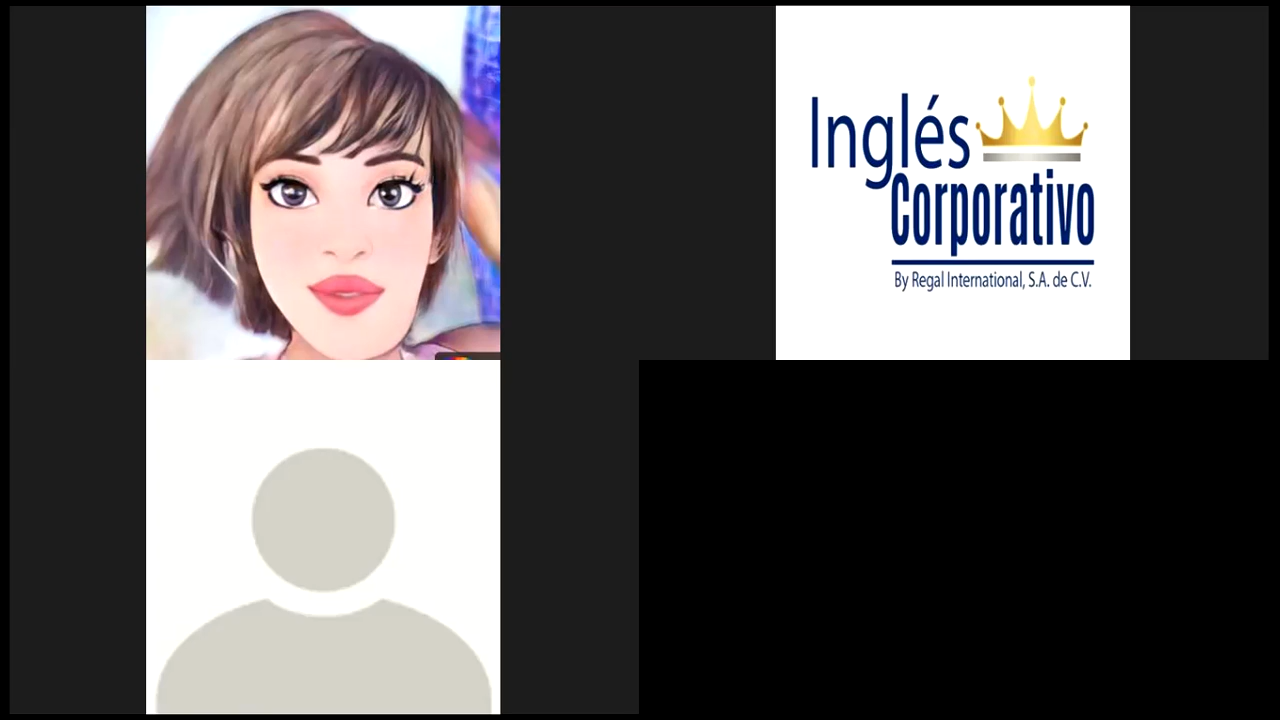 Inglés
Corporativo
By Regal International, S.A. de C.V.